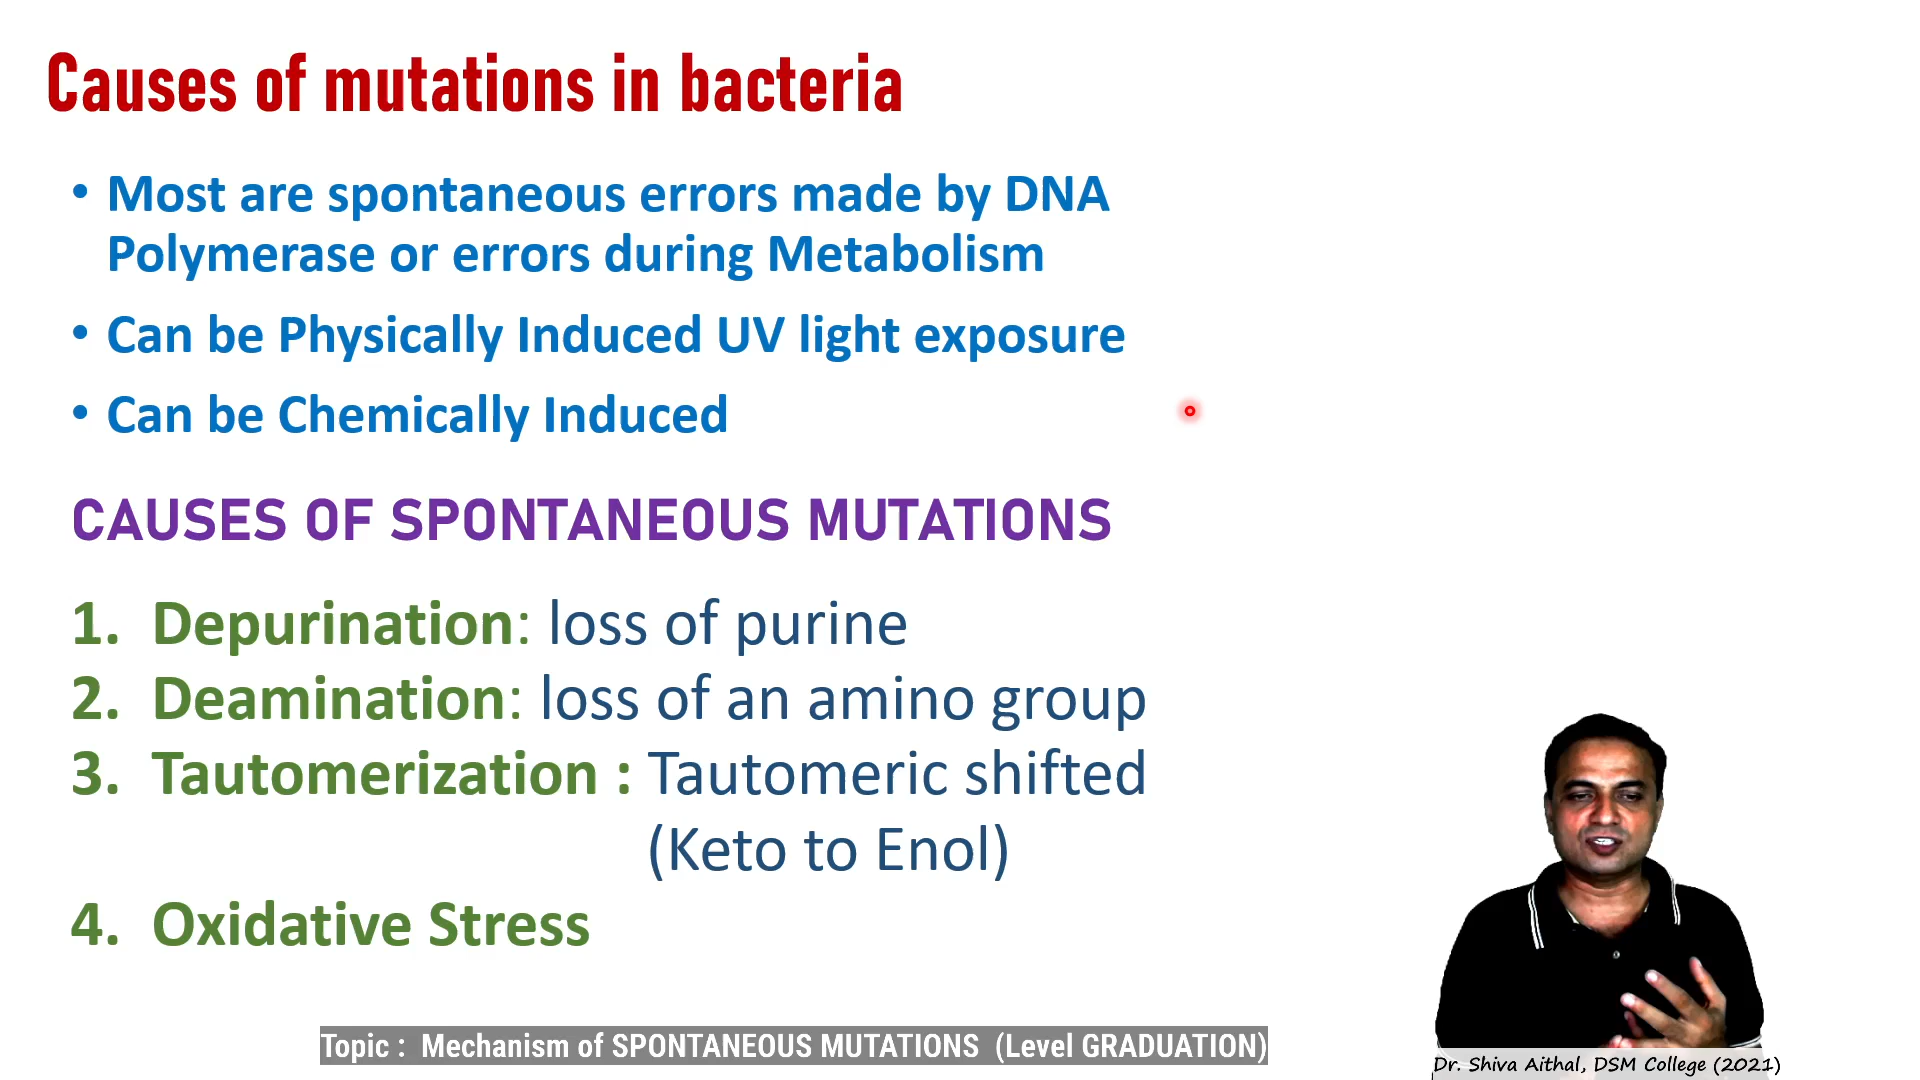 Causes of mutations in bacteria
• Most are spontaneous errors made by DNA
Polymerase or errors during Metabolism
• Can be Physically Induced UV light exposure
• Can be Chemically Induced
CAUSES OF SPONTANEOUS MUTATIONS
1. Depurination: loss of purine
2. Deamination: loss of an amino group
3. Tautomerization : Tautomeric shifted
(Keto to Enol)
4. Oxidative Stress
Topic : Mechanism of SPONTANEOUS MUTATIONS (Level GRADUATION)
Dr. Shiva Aithal, DSM College (2021)